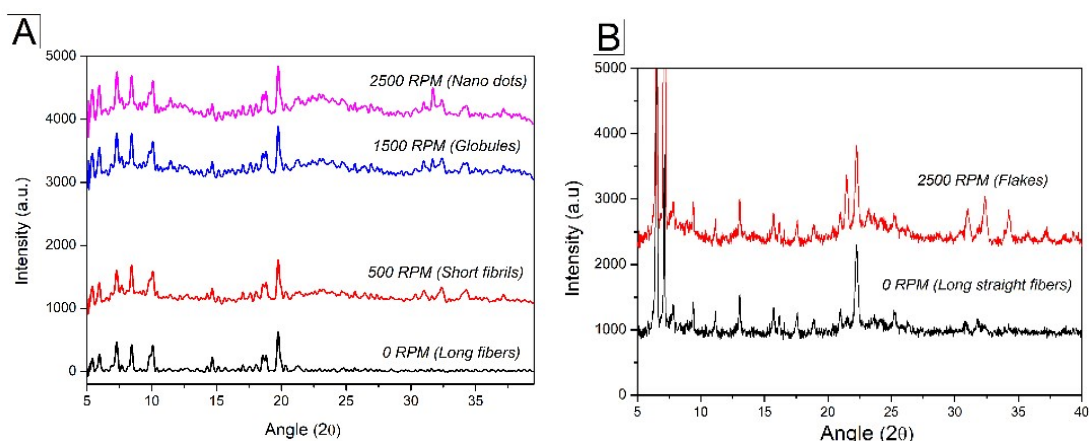 A
5000
4000
3000
2000
1000
0
Intensity (a.u.)
2500 RPM (Nano dots)
1500 RPM (Globules)
500 RPM (Short fibrils)
0 RPM (Long fibers)
5 10 15 20 25 30 35
Angle (2θ)
B
5000
4000
3000
2000
1000
0
Intensity (a.u)
2500 RPM (Flakes)
0 RPM (Long straight fibers)
5 10 15 20 25 30 35 40
Angle (2θ)